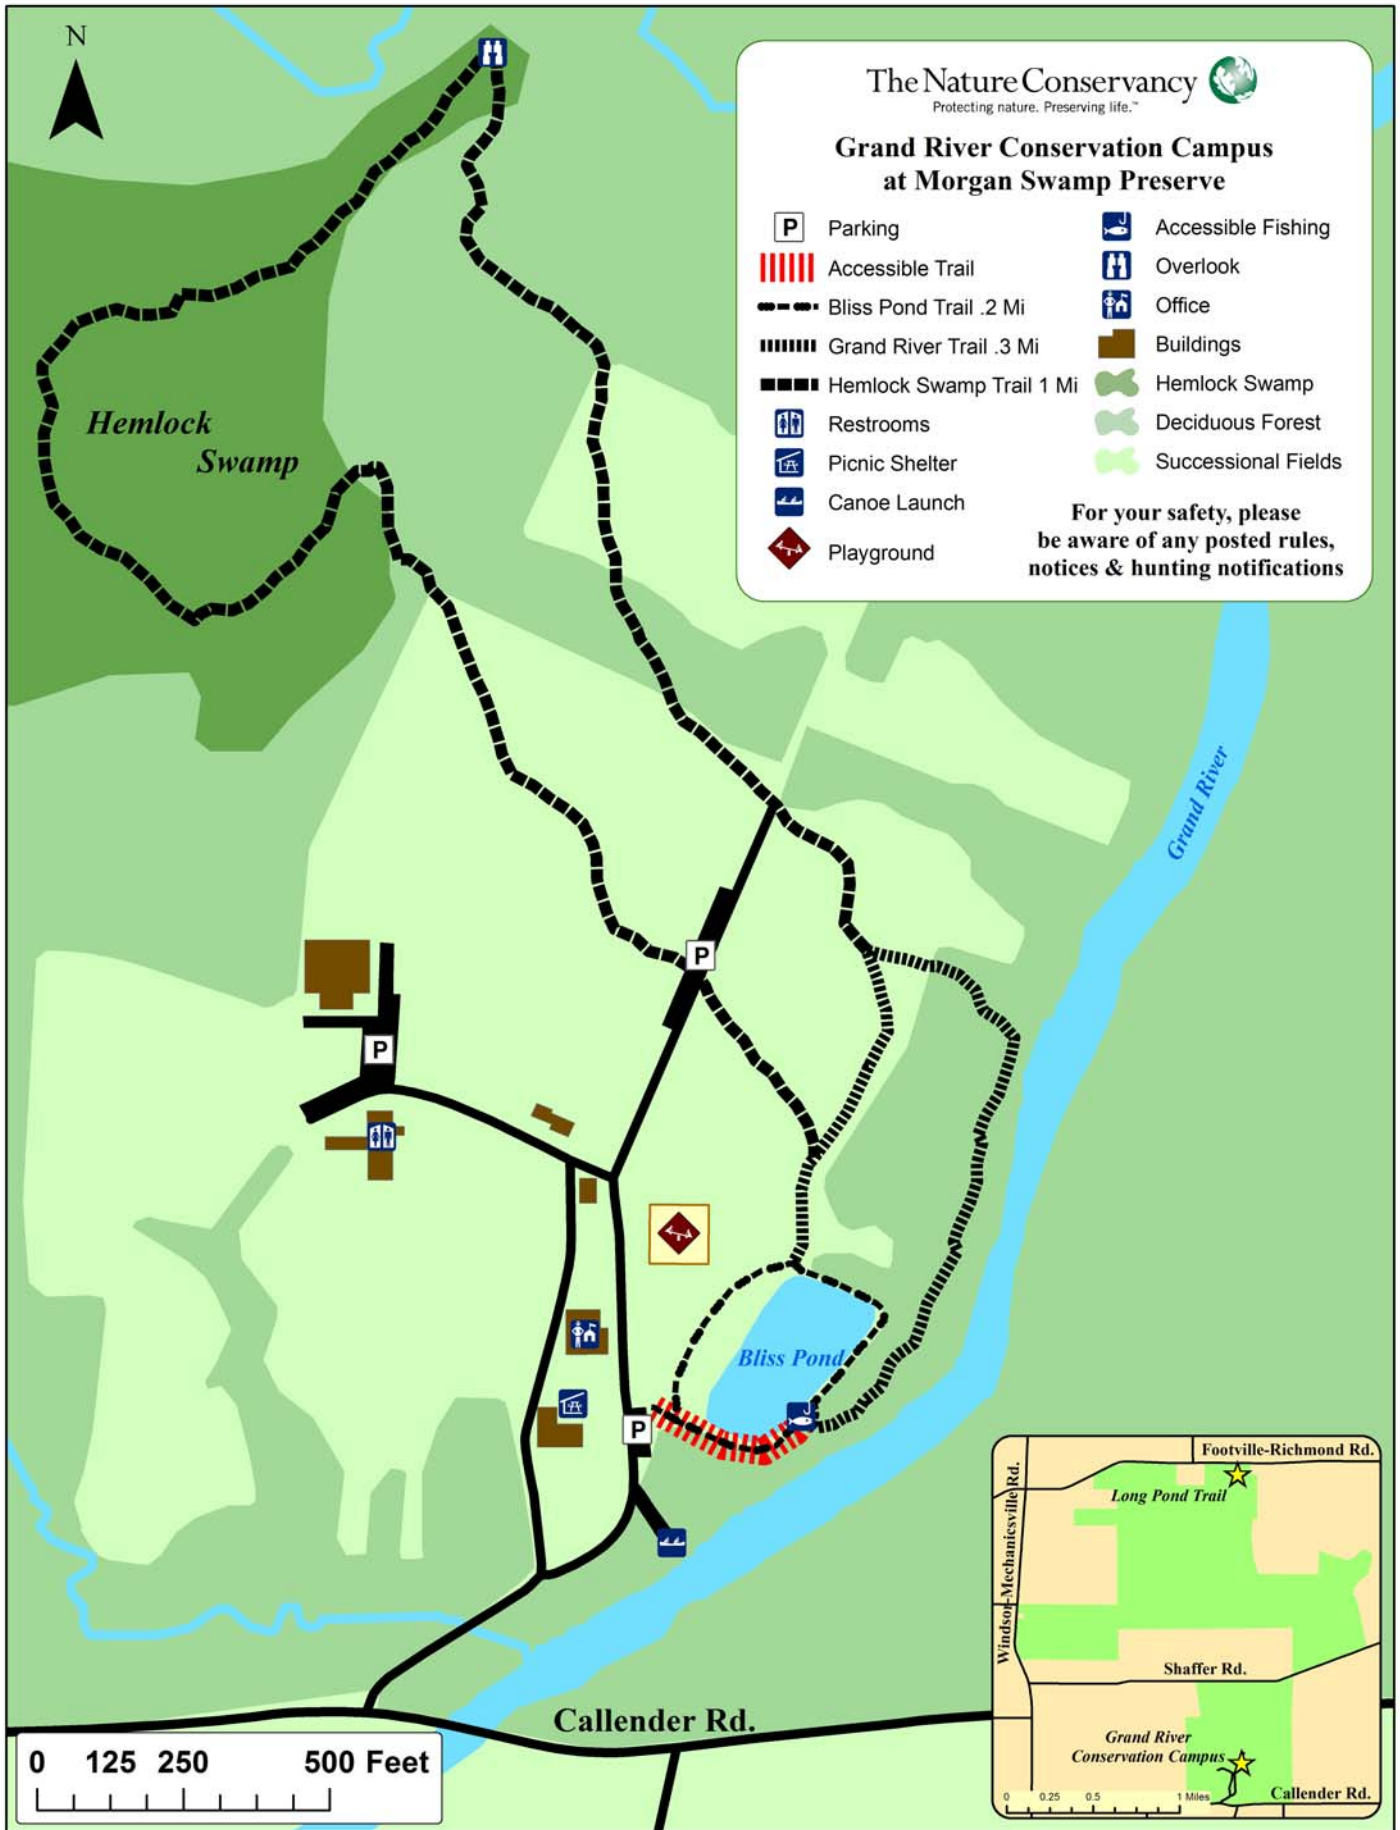 N
The Nature Conservancy
Protecting nature. Preserving life.™
Grand River Conservation Campus
at Morgan Swamp Preserve
P Parking
Accessible Trail
Bliss Pond Trail .2 Mi
Grand River Trail .3 Mi
Hemlock Swamp Trail 1 Mi
Restrooms
Picnic Shelter
Canoe Launch
Playground
Accessible Fishing
Overlook
Office
Buildings
Hemlock Swamp
Deciduous Forest
Successional Fields
For your safety, please
be aware of any posted rules,
notices & hunting notifications
Hemlock
Swamp
Grand River
P
P
Bliss Pond
P
Callender Rd.
0 125 250 500 Feet
Footville-Richmond Rd.
Long Pond Trail
Windsor-Mechanicsville Rd.
Shaffer Rd.
Grand River
Conservation Campus
Callender Rd.
0 0.25 0.5 1 Miles